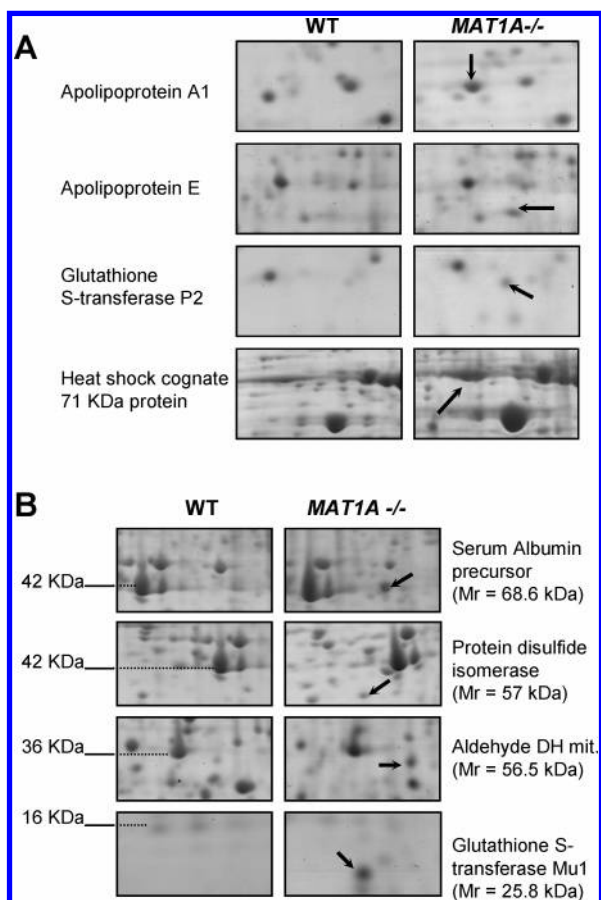 A
WT
MAT1A-/-
Apolipoprotein A1
Apolipoprotein E
Glutathione
S-transferase P2
Heat shock cognate
71 KDa protein
B
WT
MAT1A -/-
42 KDa
Serum Albumin
precursor
(Mr = 68.6 kDa)
42 KDa
Protein disulfide
isomerase
(Mr = 57 kDa)
36 KDa
Aldehyde DH mit.
(Mr = 56.5 kDa)
16 KDa
Glutathione S-
transferase Mu1
(Mr = 25.8 kDa)